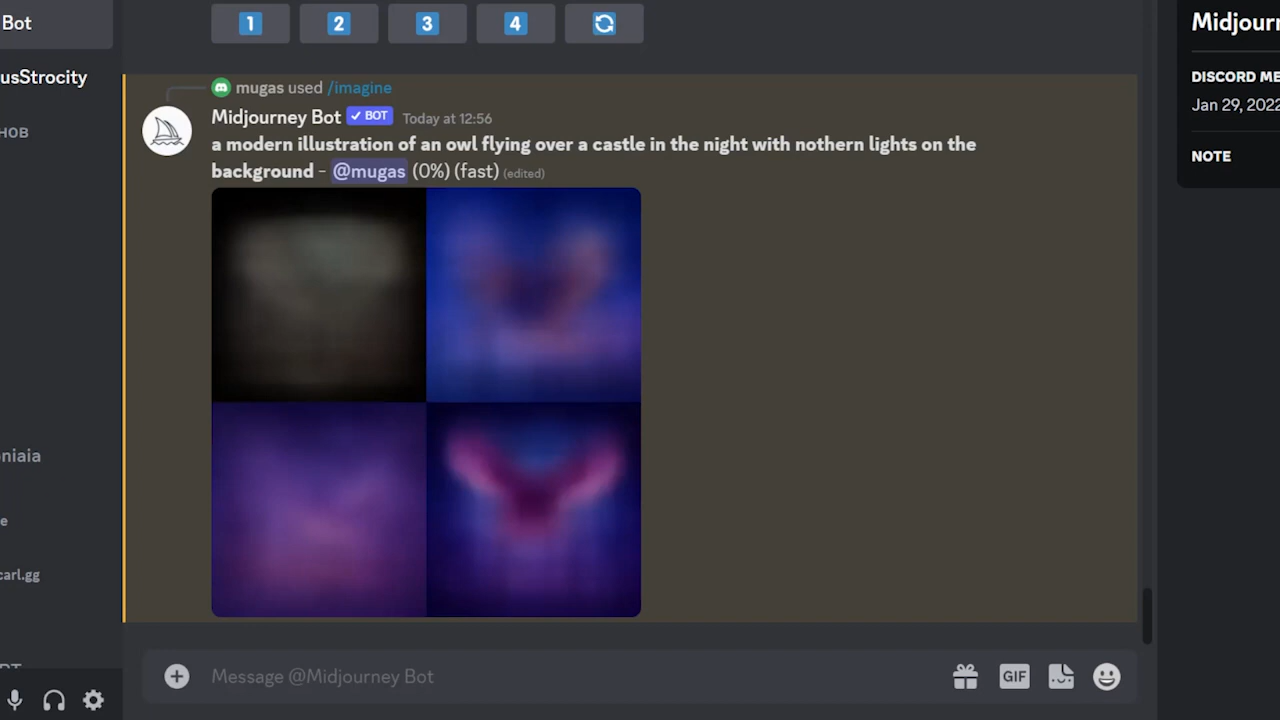 Bot
usStrocity
HOB
niaia
e
carl.gg
1 2 3 4
mugas used /imagine
Midjourney Bot ✓ BOT Today at 12:56
a modern illustration of an owl flying over a castle in the night with nothern lights on the
background - @mugas (0%) (fast) (edited)
Message @Midjourney Bot
GIF
Midjourn
DISCORD ME
Jan 29, 2022
NOTE